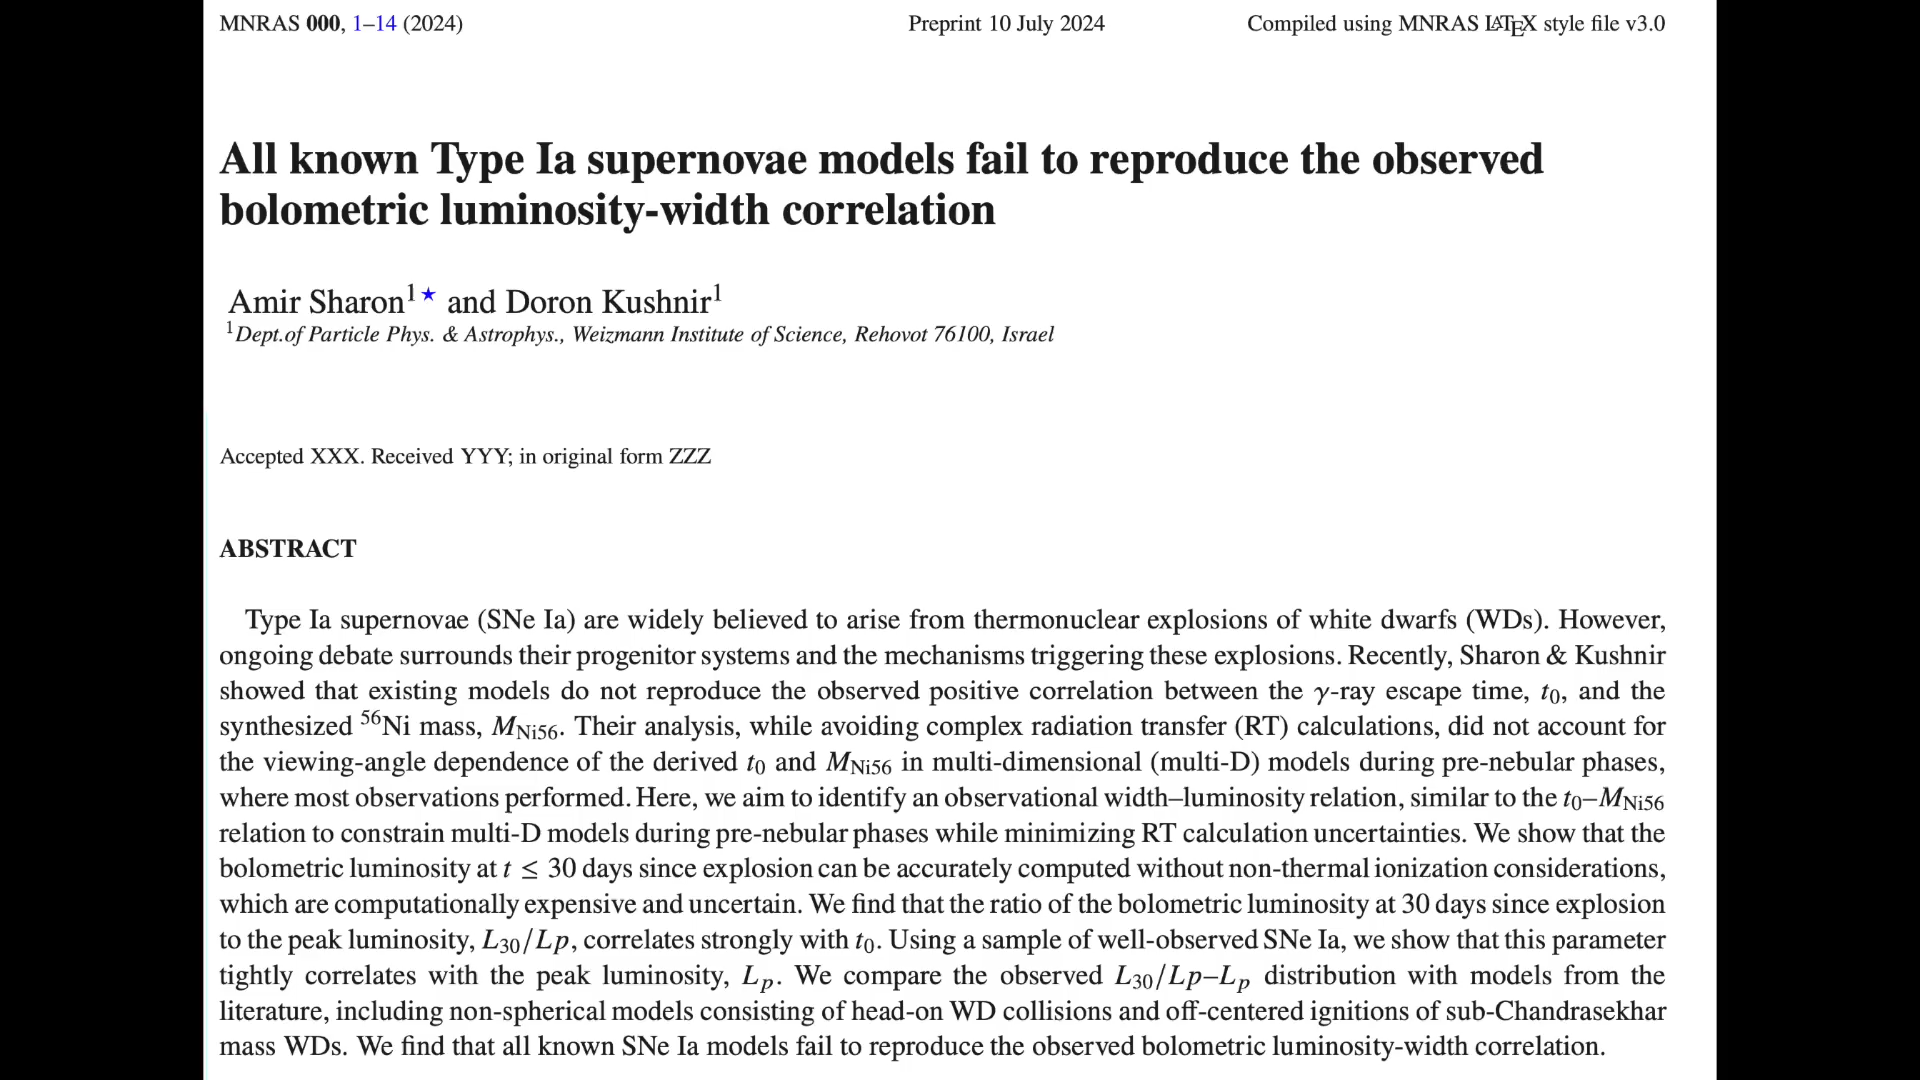 MNRAS 000, 1–14 (2024) Preprint 10 July 2024 Compiled using MNRAS LATEX style file v3.0
All known Type Ia supernovae models fail to reproduce the observed
bolometric luminosity-width correlation
Amir Sharon1★ and Doron Kushnir1
1Dept.of Particle Phys. & Astrophys., Weizmann Institute of Science, Rehovot 76100, Israel
Accepted XXX. Received YYY; in original form ZZZ
ABSTRACT
Type Ia supernovae (SNe Ia) are widely believed to arise from thermonuclear explosions of white dwarfs (WDs). However,
ongoing debate surrounds their progenitor systems and the mechanisms triggering these explosions. Recently, Sharon & Kushnir
showed that existing models do not reproduce the observed positive correlation between the γ-ray escape time, t0, and the
synthesized 56Ni mass, MNi56. Their analysis, while avoiding complex radiation transfer (RT) calculations, did not account for
the viewing-angle dependence of the derived t0 and MNi56 in multi-dimensional (multi-D) models during pre-nebular phases,
where most observations performed. Here, we aim to identify an observational width–luminosity relation, similar to the t0–MNi56
relation to constrain multi-D models during pre-nebular phases while minimizing RT calculation uncertainties. We show that the
bolometric luminosity at t ≤ 30 days since explosion can be accurately computed without non-thermal ionization considerations,
which are computationally expensive and uncertain. We find that the ratio of the bolometric luminosity at 30 days since explosion
to the peak luminosity, L30/Lp, correlates strongly with t0. Using a sample of well-observed SNe Ia, we show that this parameter
tightly correlates with the peak luminosity, Lp. We compare the observed L30/Lp–Lp distribution with models from the
literature, including non-spherical models consisting of head-on WD collisions and off-centered ignitions of sub-Chandrasekhar
mass WDs. We find that all known SNe Ia models fail to reproduce the observed bolometric luminosity-width correlation.